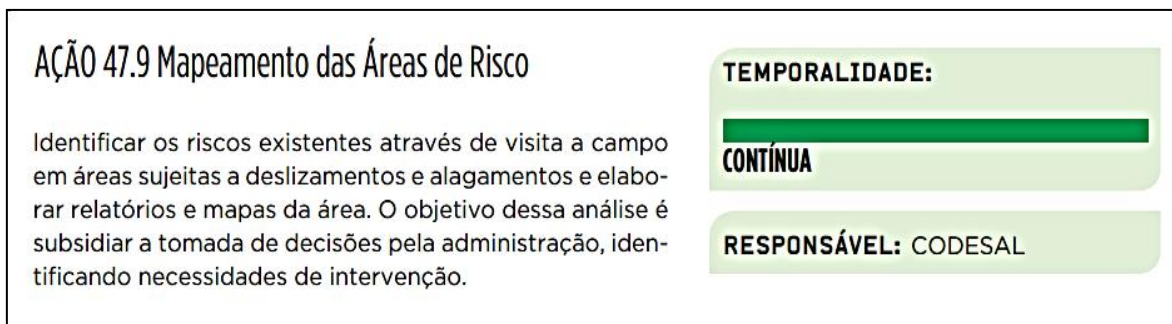 AÇÃO 47.9 Mapeamento das Áreas de Risco
Identificar os riscos existentes através de visita a campo
em áreas sujeitas a deslizamentos e alagamentos e elabo-
rar relatórios e mapas da área. O objetivo dessa análise é
subsidiar a tomada de decisões pela administração, iden-
tificando necessidades de intervenção.
TEMPORALIDADE:
CONTÍNUA
RESPONSÁVEL: CODESAL